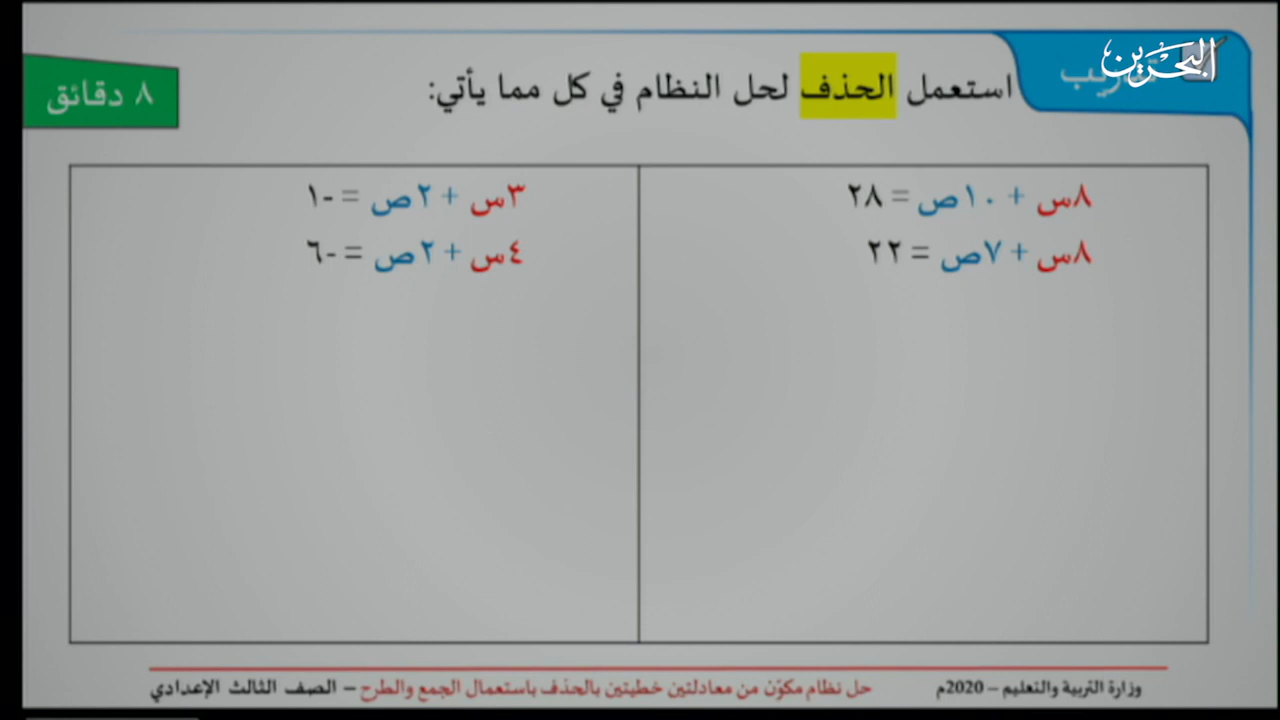 البحرين
تدريب
استعمل الحذف لحل النظام في كل مما يأتي:
٨ دقائق
٨س + ١٠ص = ٢٨
٨س + ٧ص = ٢٢
٣س + ٢ص = -١
٤س + ٢ص = -٦
وزارة التربية والتعليم – 2020م
حل نظام مكوّن من معادلتين خطيتين بالحذف باستعمال الجمع والطرح – الصف الثالث الإعدادي